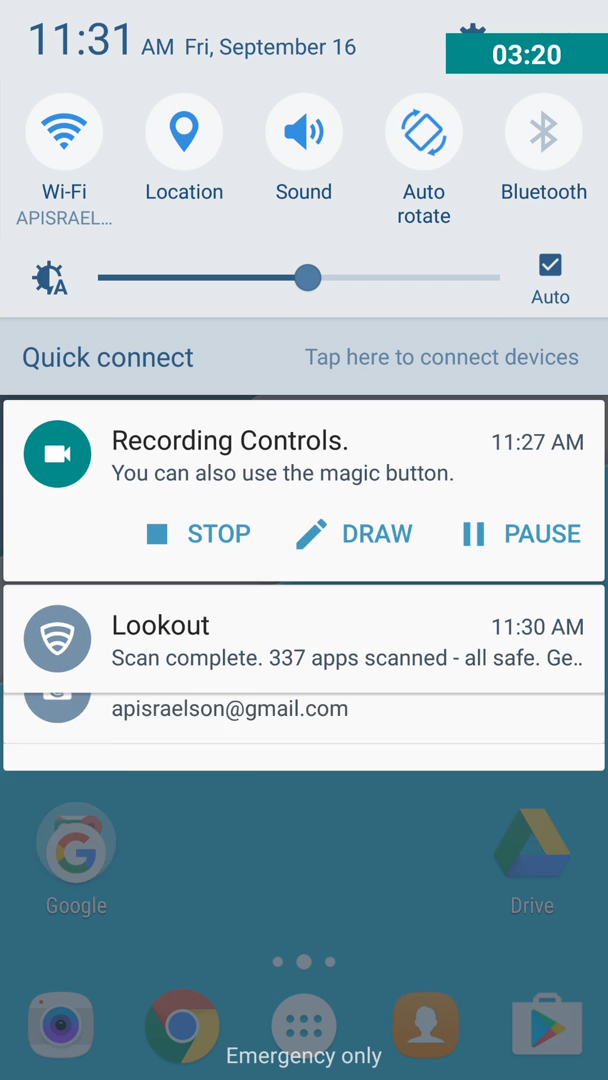 11:31 AM Fri, September 16
03:20
Wi-Fi
APISRAEL...
Location
Sound
Auto
rotate
Bluetooth
A
Auto
Quick connect
Tap here to connect devices
Recording Controls.
11:27 AM
You can also use the magic button.
STOP
DRAW
PAUSE
Lookout
11:30 AM
Scan complete. 337 apps scanned - all safe. Ge..
apisraelson@gmail.com
G
Google
Drive
Emergency only